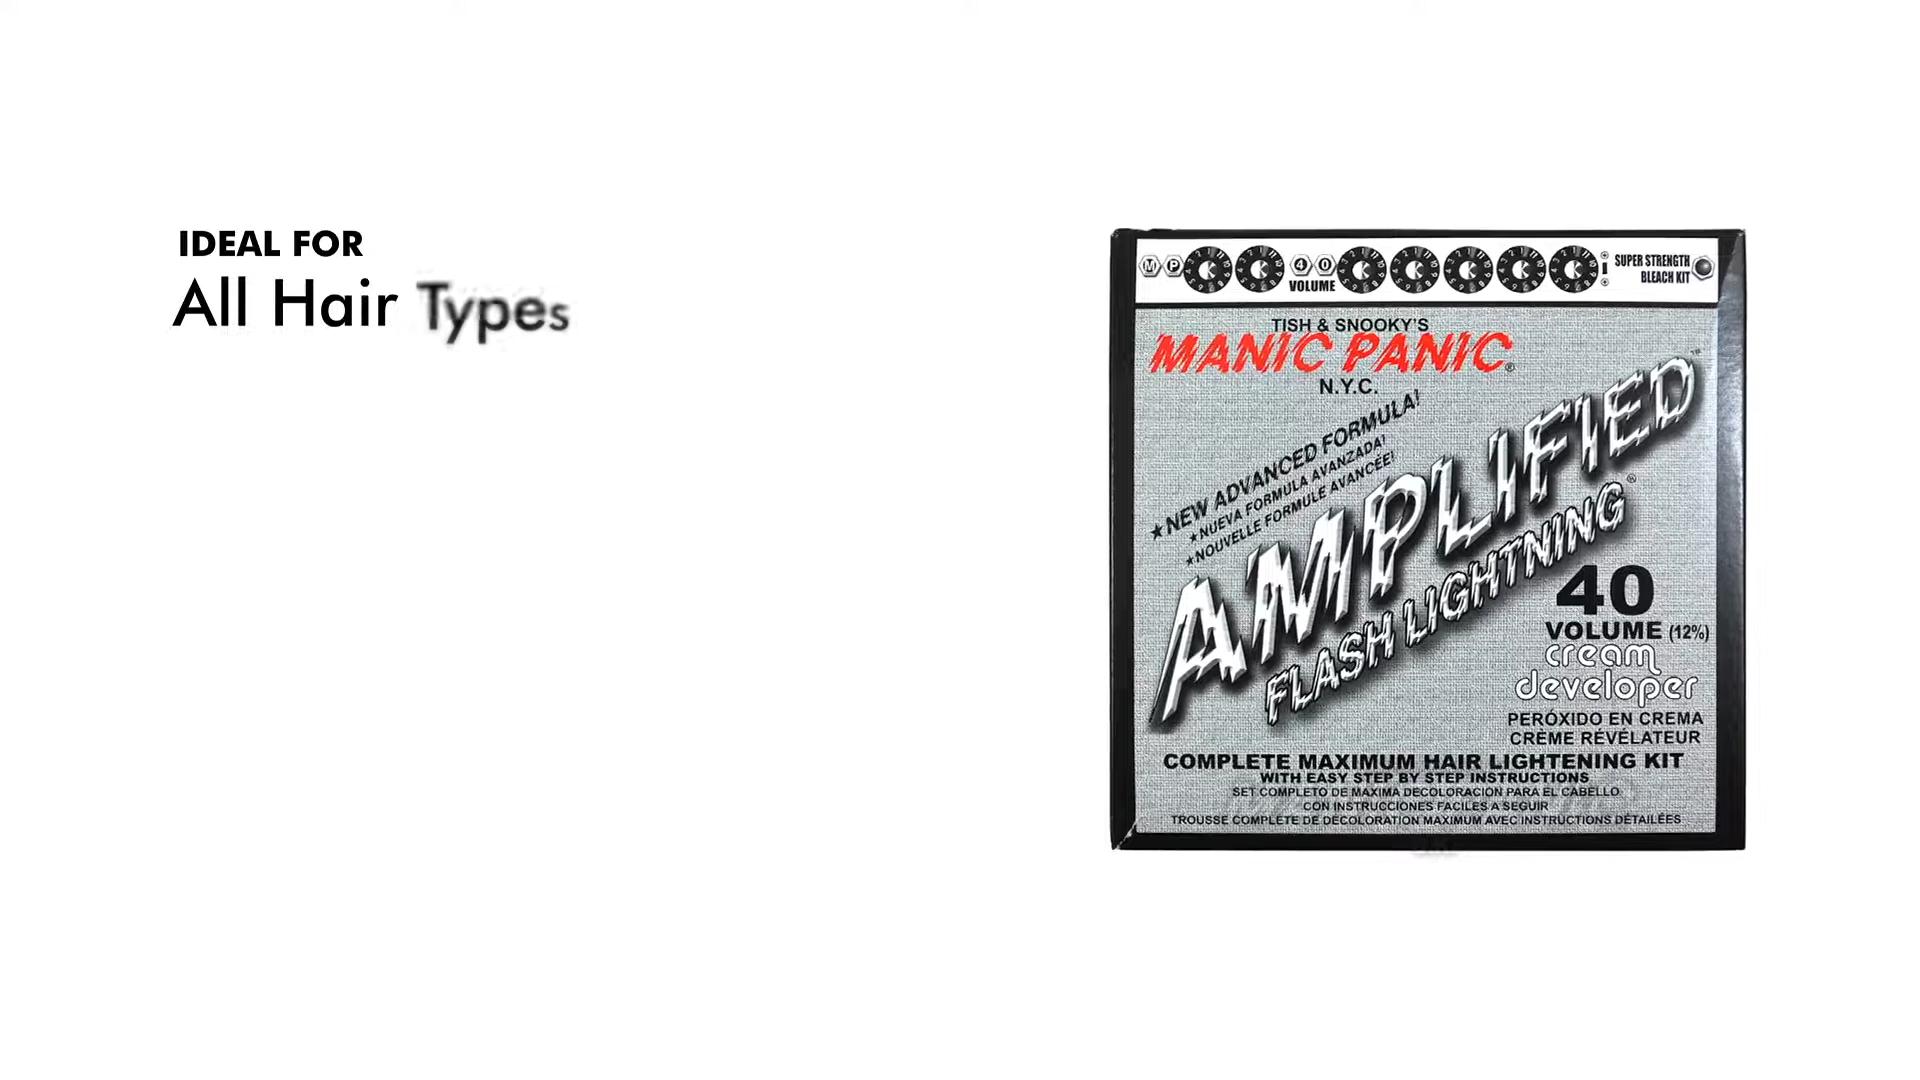 IDEAL FOR
All Hair Types
M P 40 VOLUME
SUPER STRENGTH
BLEACH KIT
TISH & SNOOKY'S
MANIC PANIC®
N.Y.C.
★NEW ADVANCED FORMULA!
★NUEVA FORMULA AVANZADA!
★NOUVELLE FORMULE AVANCÉE!
AMPLIFIED™
FLASH LIGHTNING®
40
VOLUME (12%)
cream
developer
PERÓXIDO EN CREMA
CRÈME RÉVÉLATEUR
COMPLETE MAXIMUM HAIR LIGHTENING KIT
WITH EASY STEP BY STEP INSTRUCTIONS
SET COMPLETO DE MAXIMA DECOLORACION PARA EL CABELLO
CON INSTRUCCIONES FACILES A SEGUIR
TROUSSE COMPLETE DE DECOLORATION MAXIMUM AVEC INSTRUCTIONS DÉTAILÉES